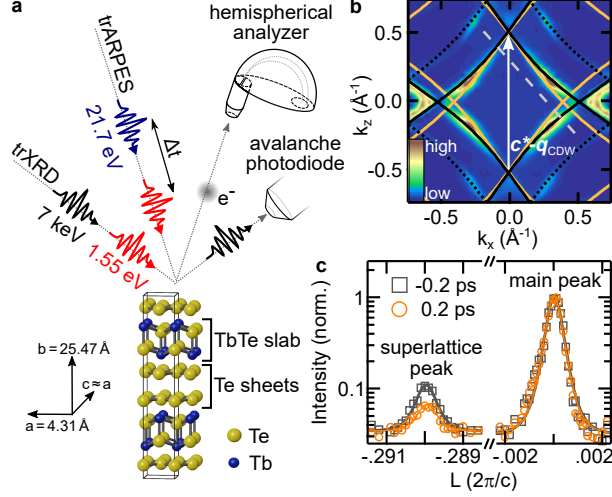 a
hemispherical
analyzer
trARPES
21.7 eV
Δt
avalanche
photodiode
trXRD
7 keV
1.55 eV
e-
TbTe slab
Te sheets
b = 25.47 Å
c ≈ a
a = 4.31 Å
Te
Tb
b
k_z (Å-1)
0.5
0.0
-0.5
high
low
c*-q_CDW
-0.5
0.0
0.5
k_x (Å-1)
c
Intensity (norm.)
1
0.1
-0.2 ps
0.2 ps
main peak
superlattice
peak
-.291
-.289
-.002
.002
L (2π/c)